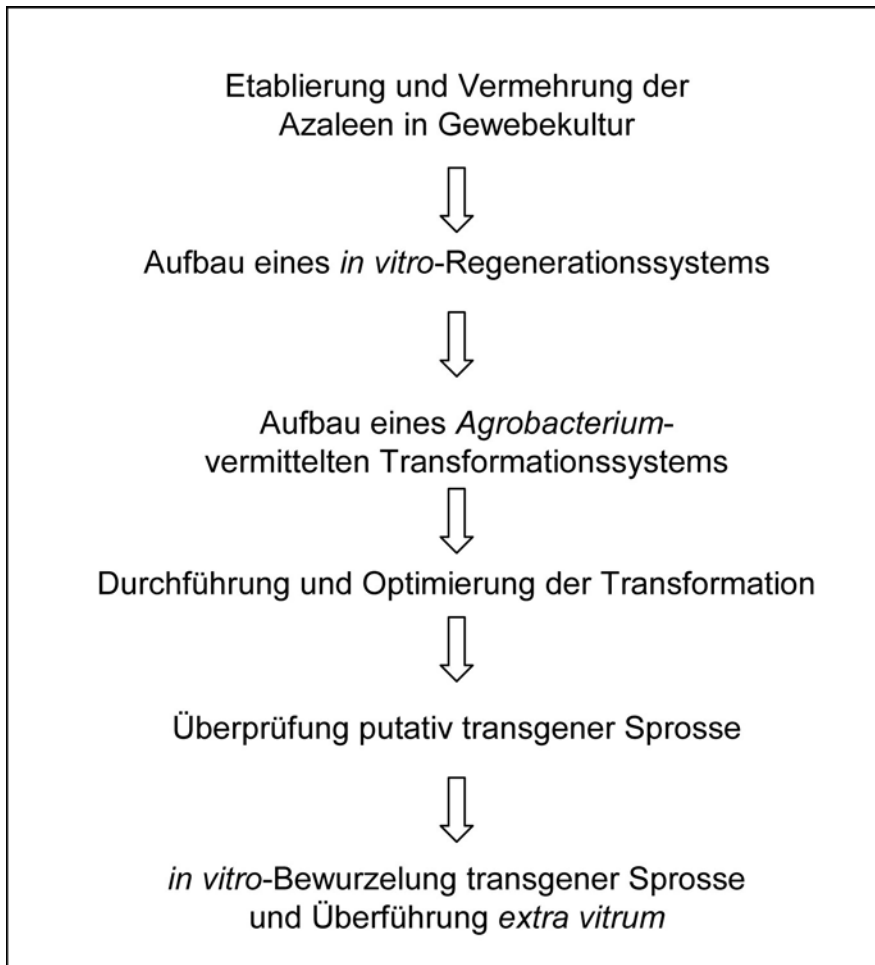 Etablierung und Vermehrung der
Azaleen in Gewebekultur
Aufbau eines in vitro-Regenerationssystems
Aufbau eines Agrobacterium-
vermittelten Transformationssystems
Durchführung und Optimierung der Transformation
Überprüfung putativ transgener Sprosse
in vitro-Bewurzelung transgener Sprosse
und Überführung extra vitrum